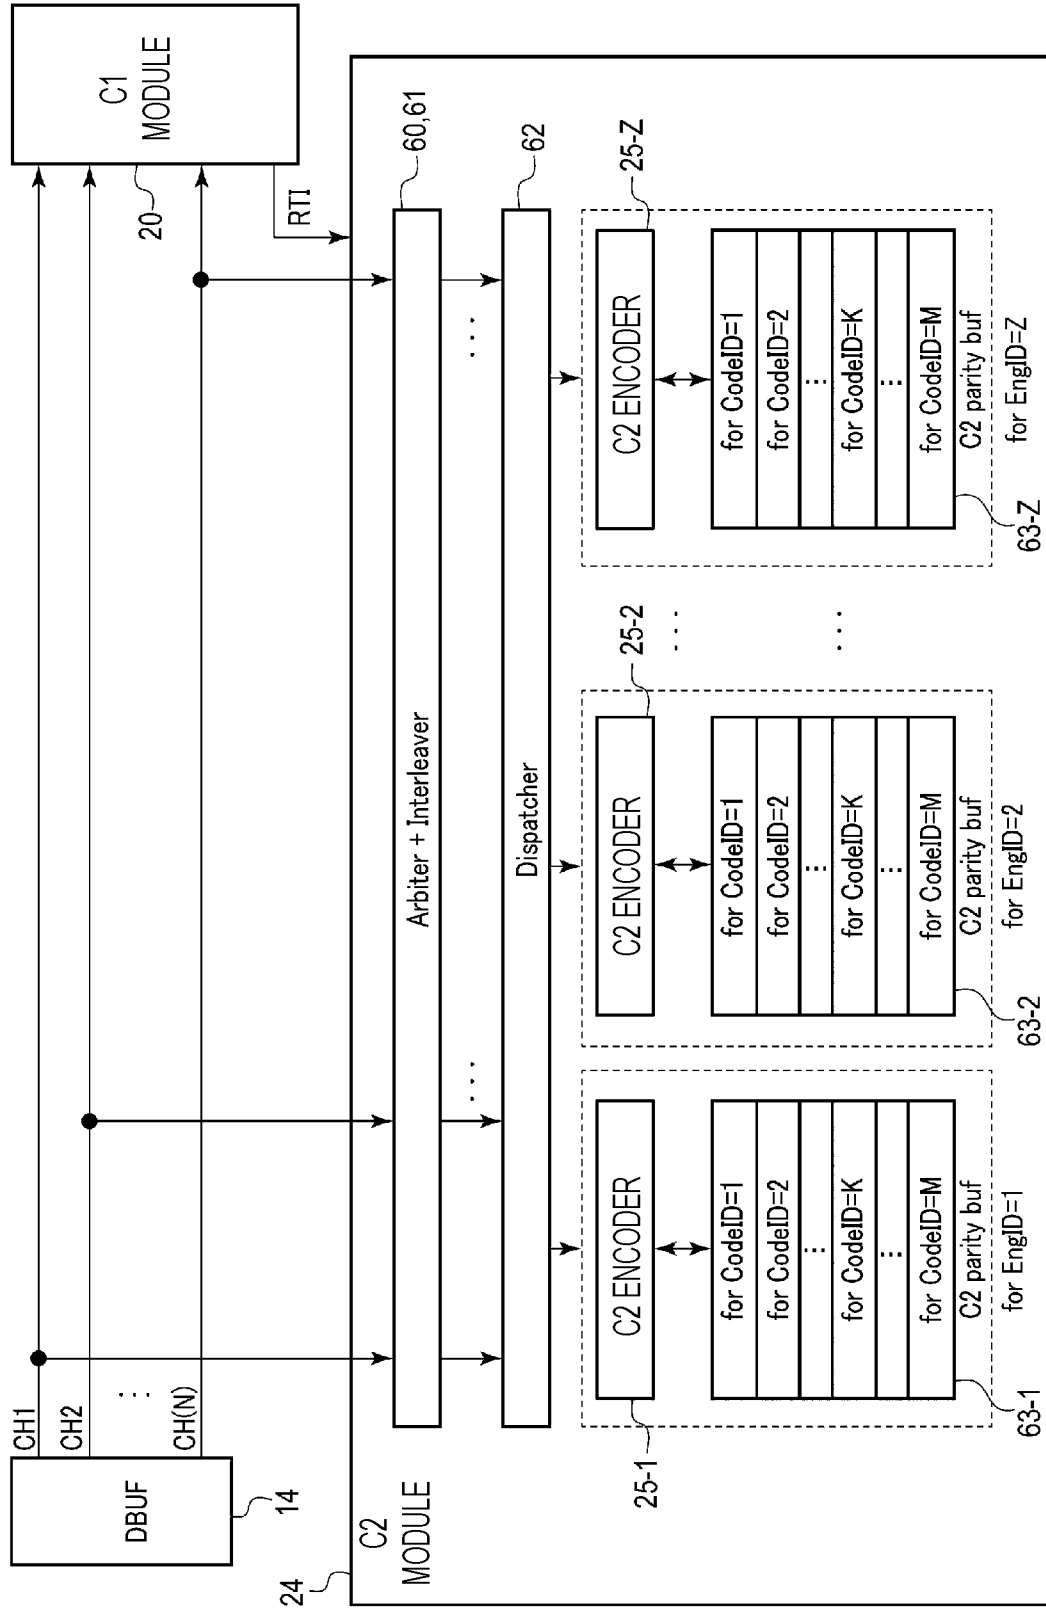 DBUF
14
CH1
CH2
⋮
CH(N)
C1
MODULE
20
RTI
24
C2
MODULE
Arbiter + Interleaver
60,61
...
...
Dispatcher
62
C2 ENCODER
25-1
for CodeID=1
for CodeID=2
...
for CodeID=K
...
for CodeID=M
C2 parity buf
for EngID=1
63-1
C2 ENCODER
25-2
for CodeID=1
for CodeID=2
...
for CodeID=K
...
for CodeID=M
C2 parity buf
for EngID=2
63-2
...
...
C2 ENCODER
25-Z
for CodeID=1
for CodeID=2
...
for CodeID=K
...
for CodeID=M
C2 parity buf
for EngID=Z
63-Z